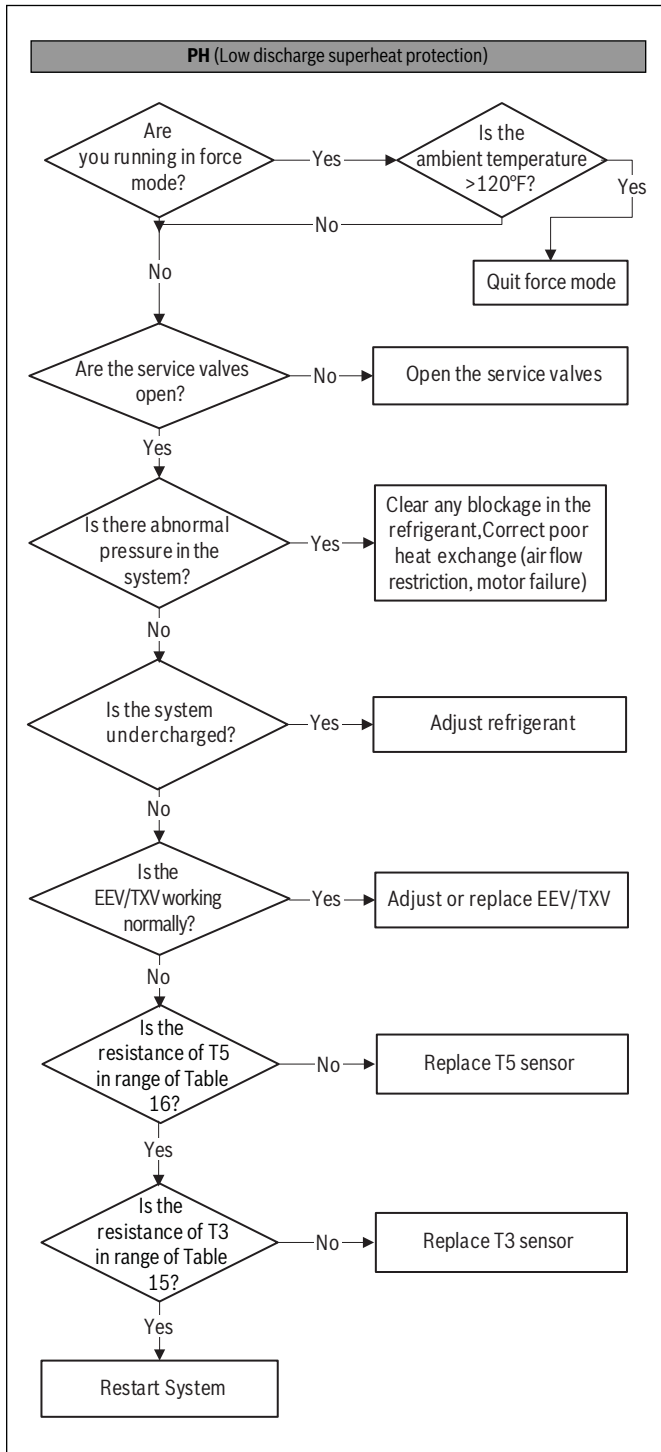 PH (Low discharge superheat protection)
Are
you running in force
mode?
Yes
Is the
ambient temperature
>120°F?
Yes
No
No
Quit force mode
Are the service valves
open?
No
Open the service valves
Yes
Is there abnormal
pressure in the
system?
Yes
Clear any blockage in the
refrigerant,Correct poor
heat exchange (air flow
restriction, motor failure)
No
Is the system
undercharged?
Yes
Adjust refrigerant
No
Is the
EEV/TXV working
normally?
Yes
Adjust or replace EEV/TXV
No
Is the
resistance of T5
in range of Table
16?
No
Replace T5 sensor
Yes
Is the
resistance of T3
in range of Table
15?
No
Replace T3 sensor
Yes
Restart System